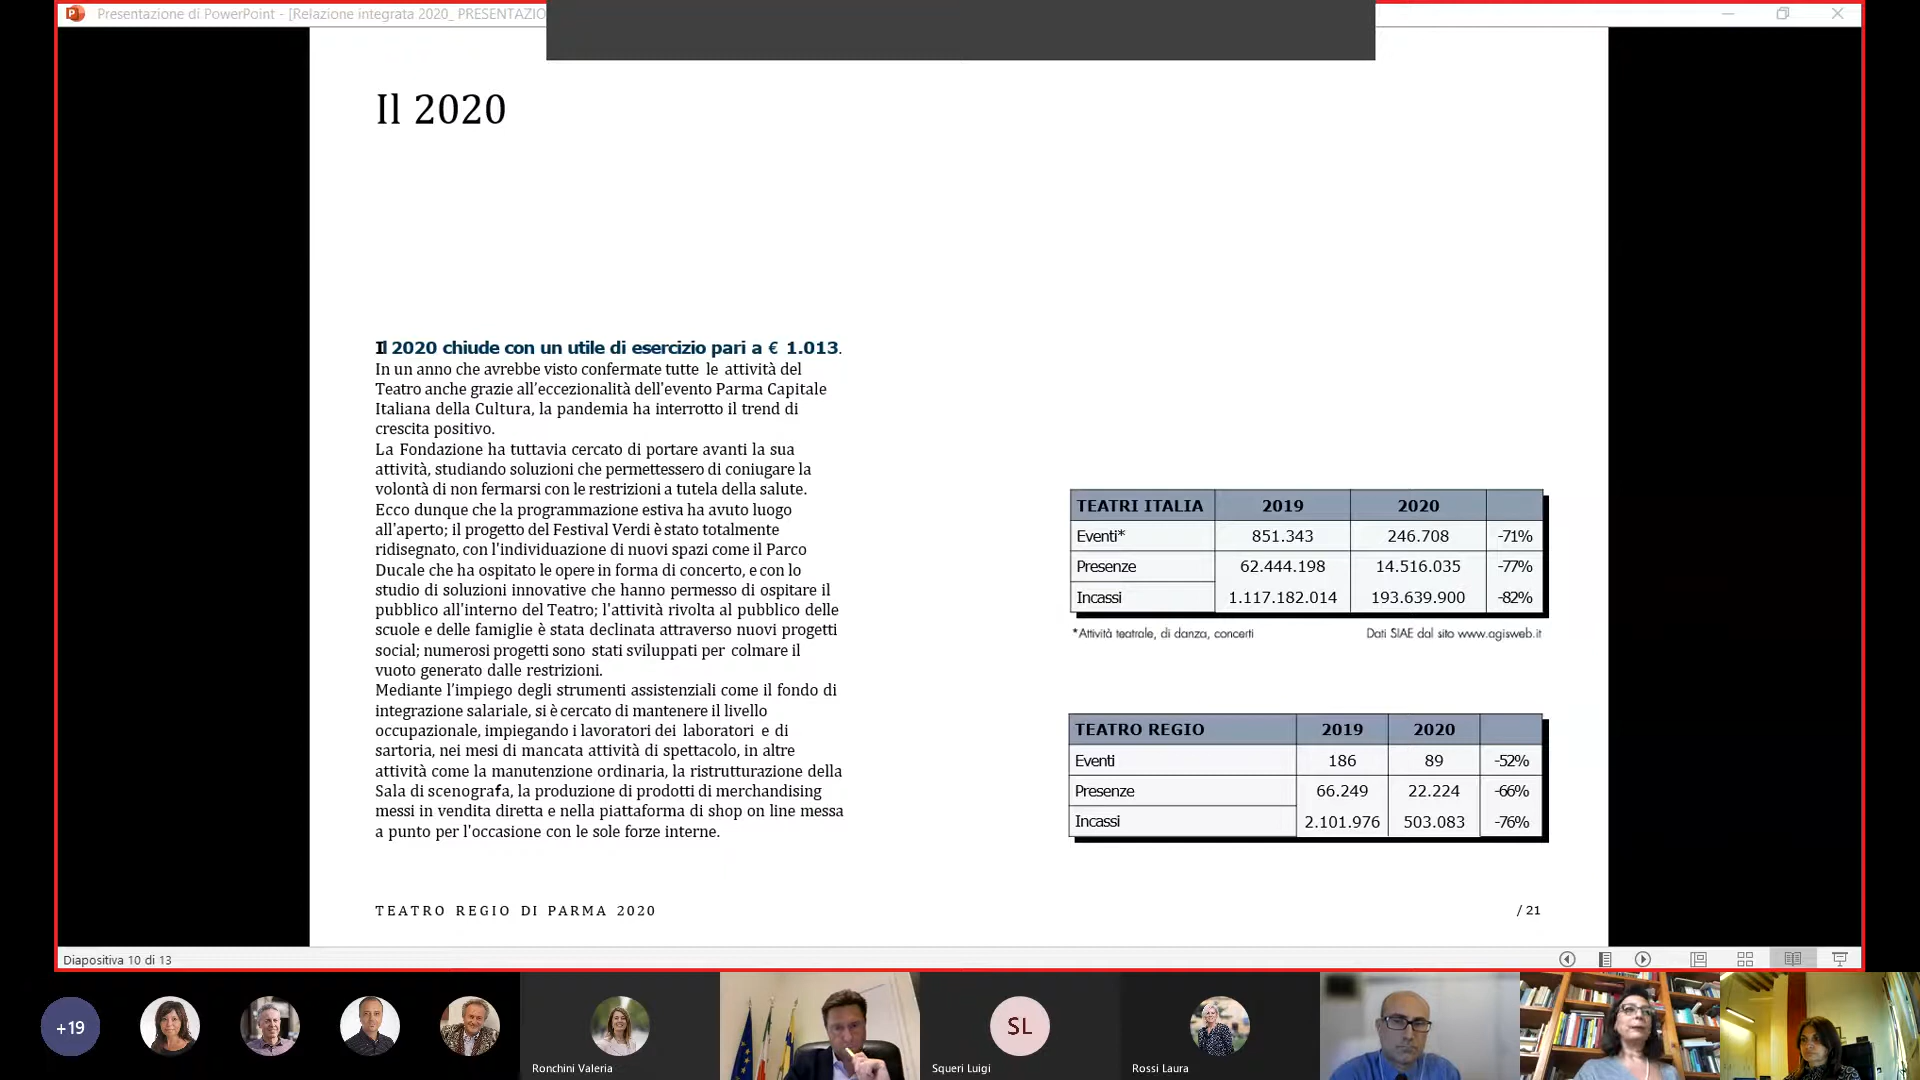 Presentazione di PowerPoint - [Relazione integrata 2020_ PRESENTAZIO
Il 2020
Il 2020 chiude con un utile di esercizio pari a € 1.013.
In un anno che avrebbe visto confermate tutte le attività del
Teatro anche grazie all’eccezionalità dell'evento Parma Capitale
Italiana della Cultura, la pandemia ha interrotto il trend di
crescita positivo.
La Fondazione ha tuttavia cercato di portare avanti la sua
attività, studiando soluzioni che permettessero di coniugare la
volontà di non fermarsi con le restrizioni a tutela della salute.
Ecco dunque che la programmazione estiva ha avuto luogo
all’aperto; il progetto del Festival Verdi è stato totalmente
ridisegnato, con l'individuazione di nuovi spazi come il Parco
Ducale che ha ospitato le opere in forma di concerto, e con lo
studio di soluzioni innovative che hanno permesso di ospitare il
pubblico all'interno del Teatro; l'attività rivolta al pubblico delle
scuole e delle famiglie è stata declinata attraverso nuovi progetti
social; numerosi progetti sono stati sviluppati per colmare il
vuoto generato dalle restrizioni.
Mediante l’impiego degli strumenti assistenziali come il fondo di
integrazione salariale, si è cercato di mantenere il livello
occupazionale, impiegando i lavoratori dei laboratori e di
sartoria, nei mesi di mancata attività di spettacolo, in altre
attività come la manutenzione ordinaria, la ristrutturazione della
Sala di scenografa, la produzione di prodotti di merchandising
messi in vendita diretta e nella piattaforma di shop on line messa
a punto per l'occasione con le sole forze interne.
TEATRI ITALIA 2019 2020
Eventi* 851.343 246.708 -71%
Presenze 62.444.198 14.516.035 -77%
Incassi 1.117.182.014 193.639.900 -82%
*Attività teatrale, di danza, concerti Dati SIAE dal sito www.agisweb.it
TEATRO REGIO 2019 2020
Eventi 186 89 -52%
Presenze 66.249 22.224 -66%
Incassi 2.101.976 503.083 -76%
TEATRO REGIO DI PARMA 2020 / 21
Diapositiva 10 di 13
+19
SL
Ronchini Valeria
Squeri Luigi
Rossi Laura